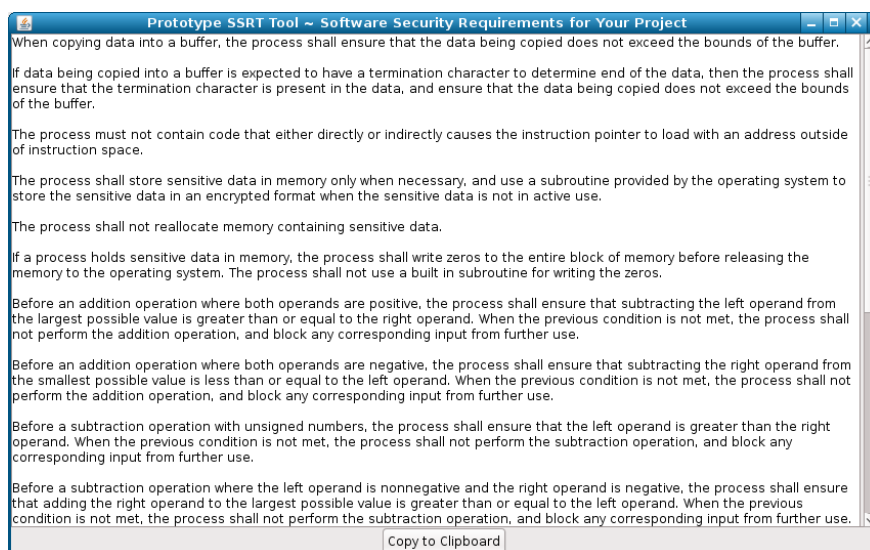 Prototype SSRT Tool ~ Software Security Requirements for Your Project
When copying data into a buffer, the process shall ensure that the data being copied does not exceed the bounds of the buffer.
If data being copied into a buffer is expected to have a termination character to determine end of the data, then the process shall
ensure that the termination character is present in the data, and ensure that the data being copied does not exceed the bounds
of the buffer.
The process must not contain code that either directly or indirectly causes the instruction pointer to load with an address outside
of instruction space.
The process shall store sensitive data in memory only when necessary, and use a subroutine provided by the operating system to
store the sensitive data in an encrypted format when the sensitive data is not in active use.
The process shall not reallocate memory containing sensitive data.
If a process holds sensitive data in memory, the process shall write zeros to the entire block of memory before releasing the
memory to the operating system. The process shall not use a built in subroutine for writing the zeros.
Before an addition operation where both operands are positive, the process shall ensure that subtracting the left operand from
the largest possible value is greater than or equal to the right operand. When the previous condition is not met, the process shall
not perform the addition operation, and block any corresponding input from further use.
Before an addition operation where both operands are negative, the process shall ensure that subtracting the right operand from
the smallest possible value is less than or equal to the left operand. When the previous condition is not met, the process shall not
perform the addition operation, and block any corresponding input from further use.
Before a subtraction operation with unsigned numbers, the process shall ensure that the left operand is greater than the right
operand. When the previous condition is not met, the process shall not perform the subtraction operation, and block any
corresponding input from further use.
Before a subtraction operation where the left operand is nonnegative and the right operand is negative, the process shall ensure
that adding the right operand to the largest possible value is greater than or equal to the left operand. When the previous
condition is not met, the process shall not perform the subtraction operation, and block any corresponding input from further use.
Copy to Clipboard